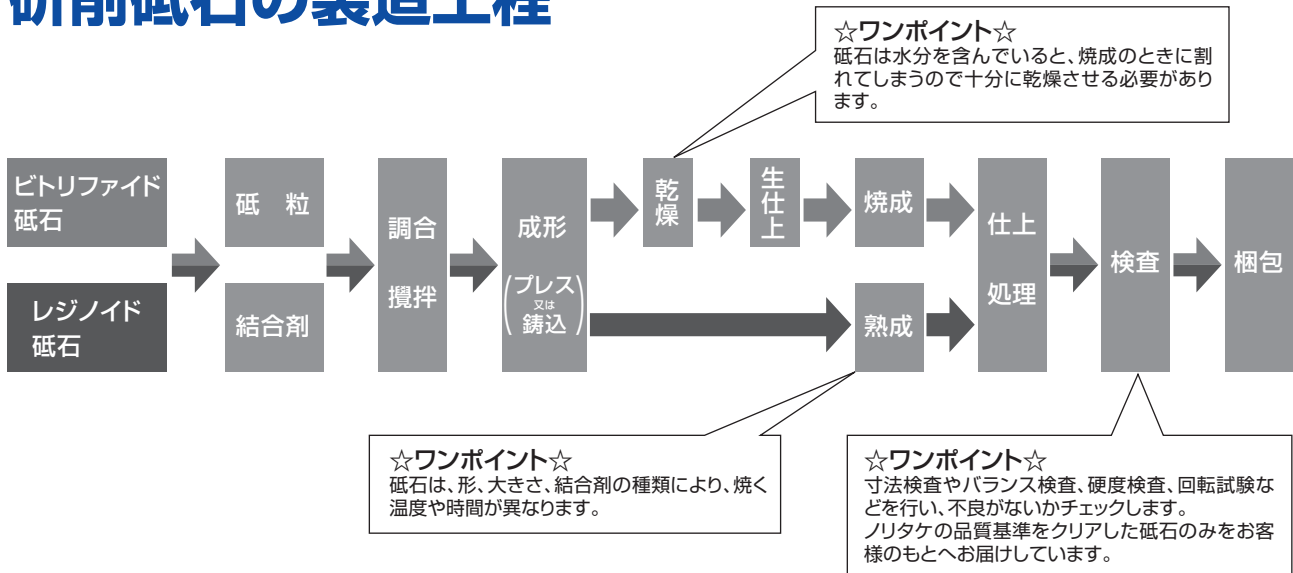 研削砥石の製造工程
☆ワンポイント☆
砥石は水分を含んでいると、焼成のときに割
れてしまうので十分に乾燥させる必要があり
ます。
ビトリファイド
砥石
レジノイド
砥石
砥 粒
結合剤
調合
攪拌
成形
(プレス
又は
鋳込)
乾燥
生仕上
焼成
熟成
仕上
処理
検査
梱包
☆ワンポイント☆
砥石は、形、大きさ、結合剤の種類により、焼く
温度や時間が異なります。
☆ワンポイント☆
寸法検査やバランス検査、硬度検査、回転試験な
どを行い、不良がないかチェックします。
ノリタケの品質基準をクリアした砥石のみをお客
様のもとへお届けしています。